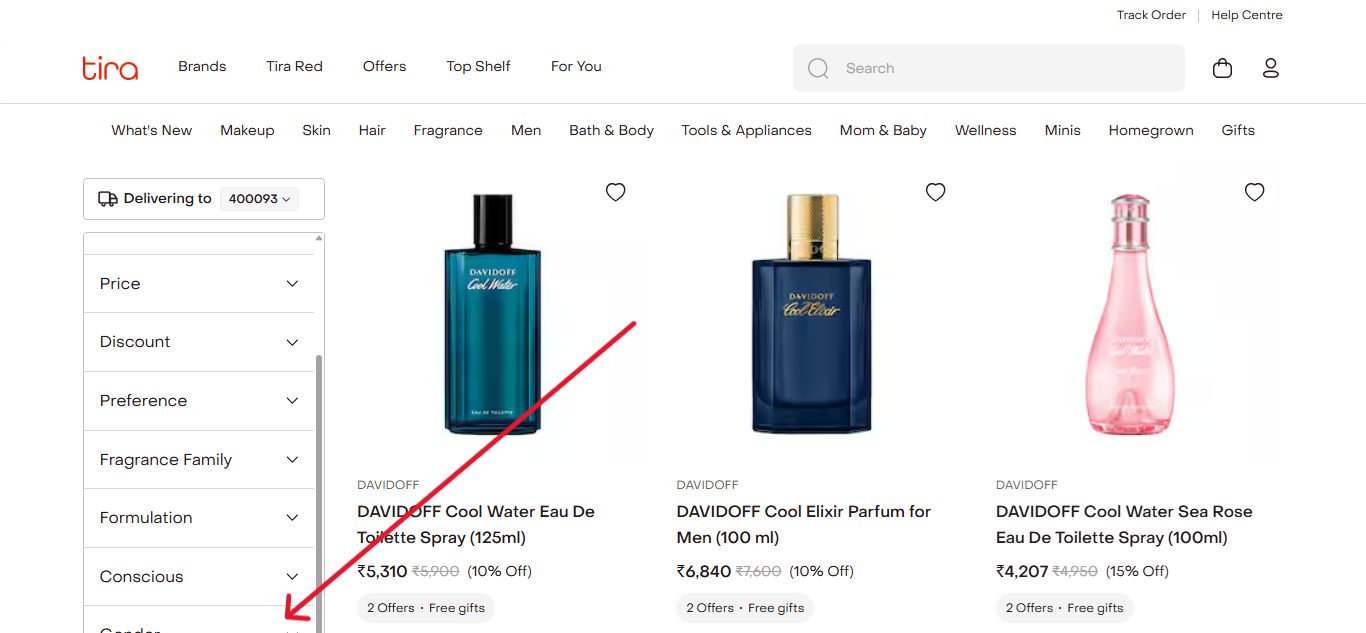 Track Order | Help Centre
tira Brands Tira Red Offers Top Shelf For You Search
What's New Makeup Skin Hair Fragrance Men Bath & Body Tools & Appliances Mom & Baby Wellness Minis Homegrown Gifts
Delivering to 400093
Price
Discount
Preference
Fragrance Family
Formulation
Conscious
Gender
DAVIDOFF
Cool Water
EAU DE TOILETTE
DAVIDOFF
DAVIDOFF Cool Water Eau De
Toilette Spray (125ml)
₹5,310 ₹5,900 (10% Off)
2 Offers • Free gifts
DAVIDOFF
Cool Elixir
DAVIDOFF
DAVIDOFF Cool Elixir Parfum for
Men (100 ml)
₹6,840 ₹7,600 (10% Off)
2 Offers • Free gifts
DAVIDOFF
Cool Water
DAVIDOFF
DAVIDOFF Cool Water Sea Rose
Eau De Toilette Spray (100ml)
₹4,207 ₹4,950 (15% Off)
2 Offers • Free gifts